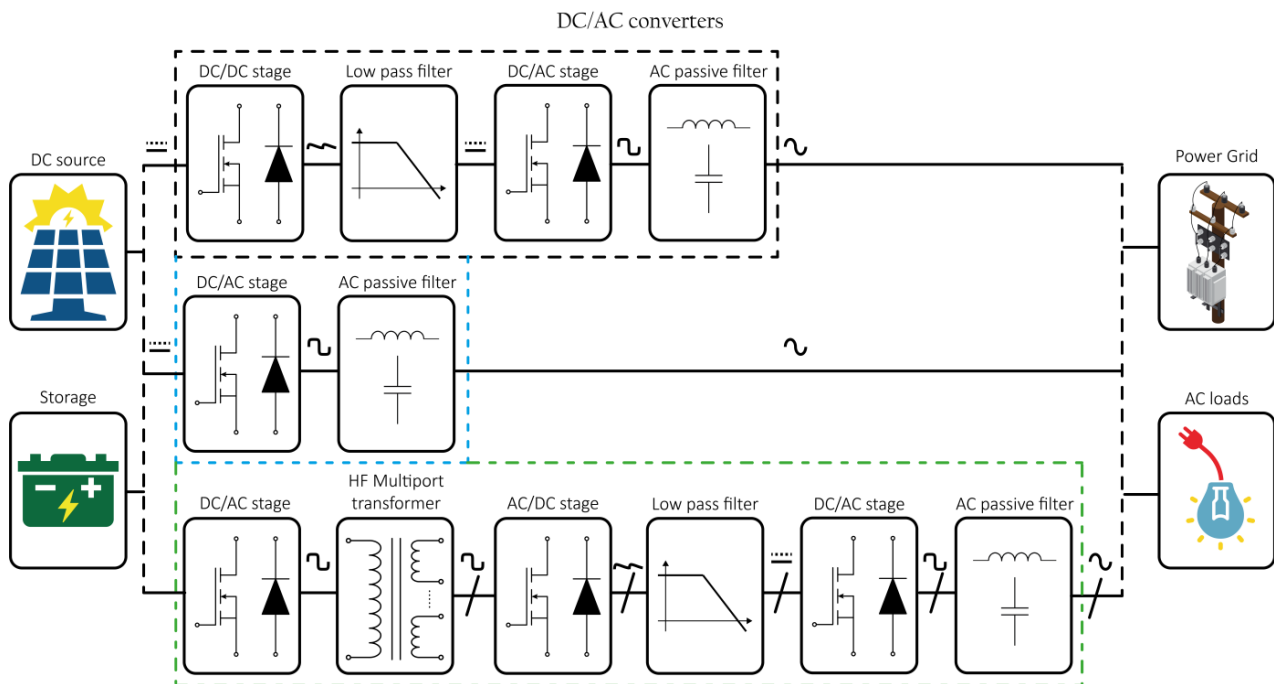 DC/AC converters
DC/DC stage
Low pass filter
DC/AC stage
AC passive filter
DC source
Power Grid
DC/AC stage
AC passive filter
Storage
AC loads
DC/AC stage
HF Multiport
transformer
AC/DC stage
Low pass filter
DC/AC stage
AC passive filter